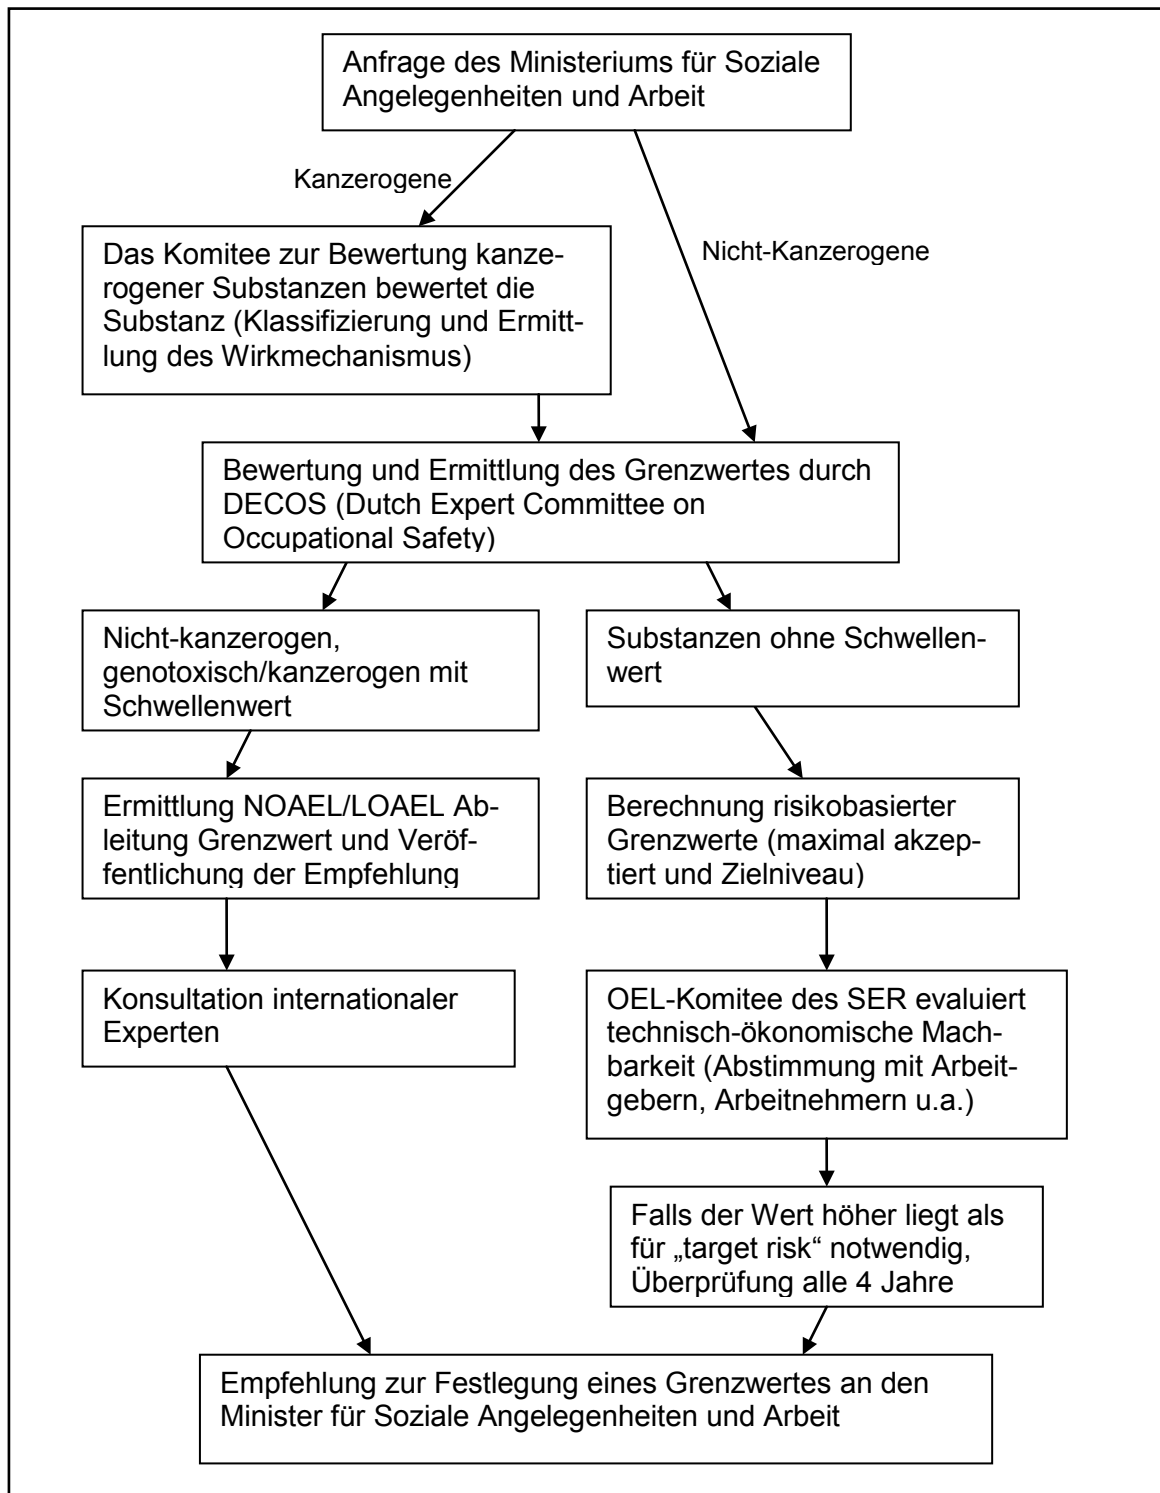 Anfrage des Ministeriums für Soziale
Angelegenheiten und Arbeit
Kanzerogene
Nicht-Kanzerogene
Das Komitee zur Bewertung kanze-
rogener Substanzen bewertet die
Substanz (Klassifizierung und Ermitt-
lung des Wirkmechanismus)
Bewertung und Ermittlung des Grenzwertes durch
DECOS (Dutch Expert Committee on
Occupational Safety)
Nicht-kanzerogen,
genotoxisch/kanzerogen mit
Schwellenwert
Substanzen ohne Schwellen-
wert
Ermittlung NOAEL/LOAEL Ab-
leitung Grenzwert und Veröf-
fentlichung der Empfehlung
Berechnung risikobasierter
Grenzwerte (maximal akzep-
tiert und Zielniveau)
Konsultation internationaler
Experten
OEL-Komitee des SER evaluiert
technisch-ökonomische Mach-
barkeit (Abstimmung mit Arbeit-
gebern, Arbeitnehmern u.a.)
Falls der Wert höher liegt als
für „target risk“ notwendig,
Überprüfung alle 4 Jahre
Empfehlung zur Festlegung eines Grenzwertes an den
Minister für Soziale Angelegenheiten und Arbeit